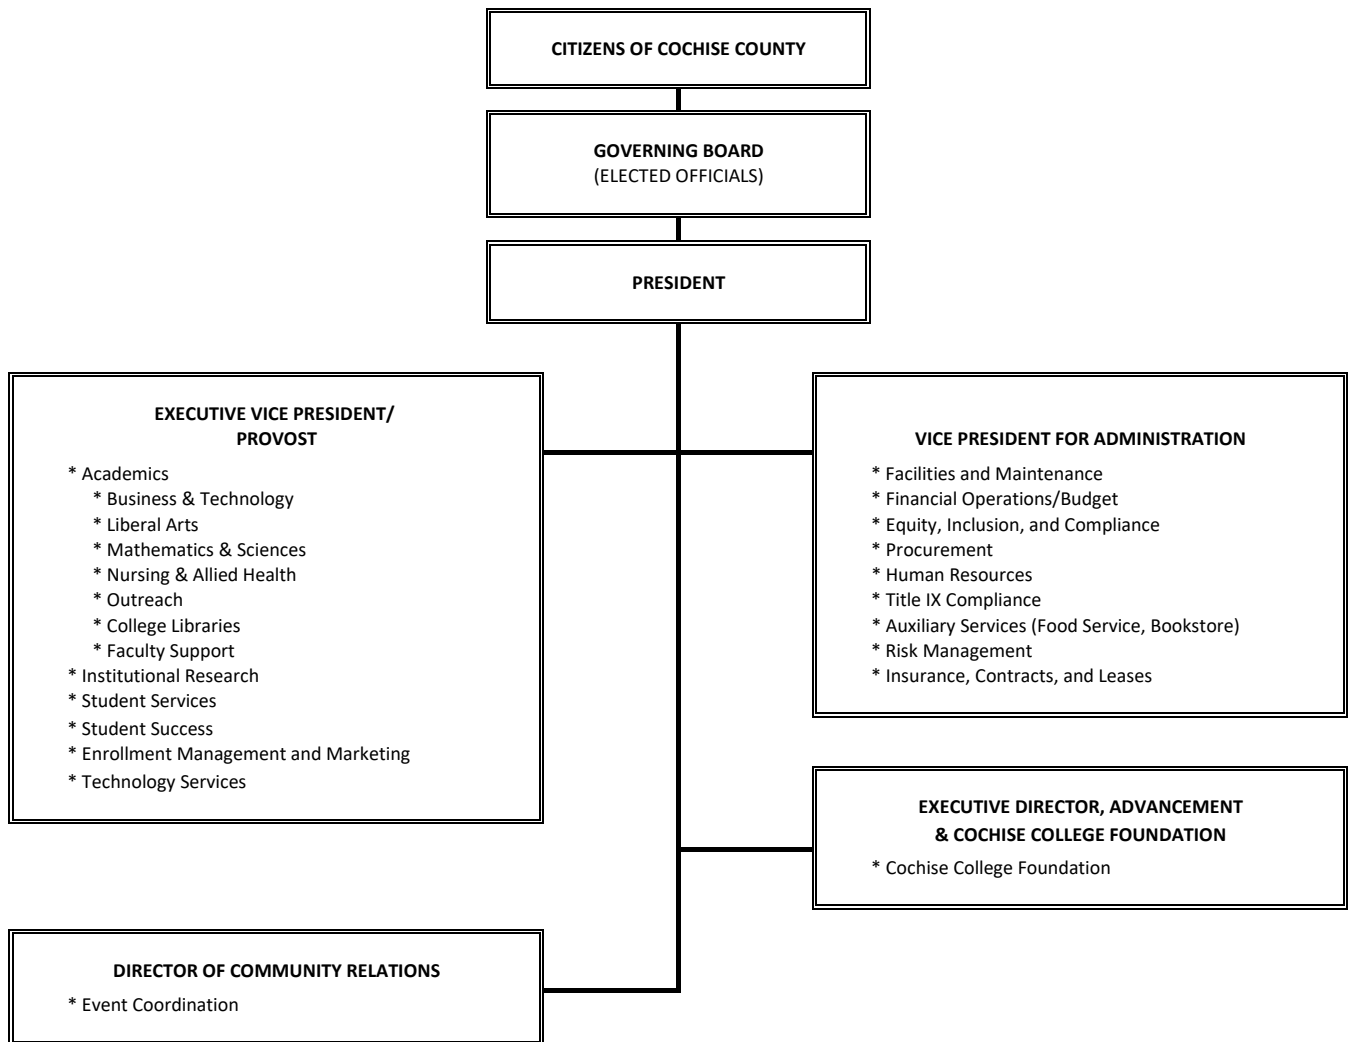 CITIZENS OF COCHISE COUNTY
GOVERNING BOARD
(ELECTED OFFICIALS)
PRESIDENT
EXECUTIVE VICE PRESIDENT/
PROVOST
* Academics
* Business & Technology
* Liberal Arts
* Mathematics & Sciences
* Nursing & Allied Health
* Outreach
* College Libraries
* Faculty Support
* Institutional Research
* Student Services
* Student Success
* Enrollment Management and Marketing
* Technology Services
VICE PRESIDENT FOR ADMINISTRATION
* Facilities and Maintenance
* Financial Operations/Budget
* Equity, Inclusion, and Compliance
* Procurement
* Human Resources
* Title IX Compliance
* Auxiliary Services (Food Service, Bookstore)
* Risk Management
* Insurance, Contracts, and Leases
EXECUTIVE DIRECTOR, ADVANCEMENT
& COCHISE COLLEGE FOUNDATION
* Cochise College Foundation
DIRECTOR OF COMMUNITY RELATIONS
* Event Coordination